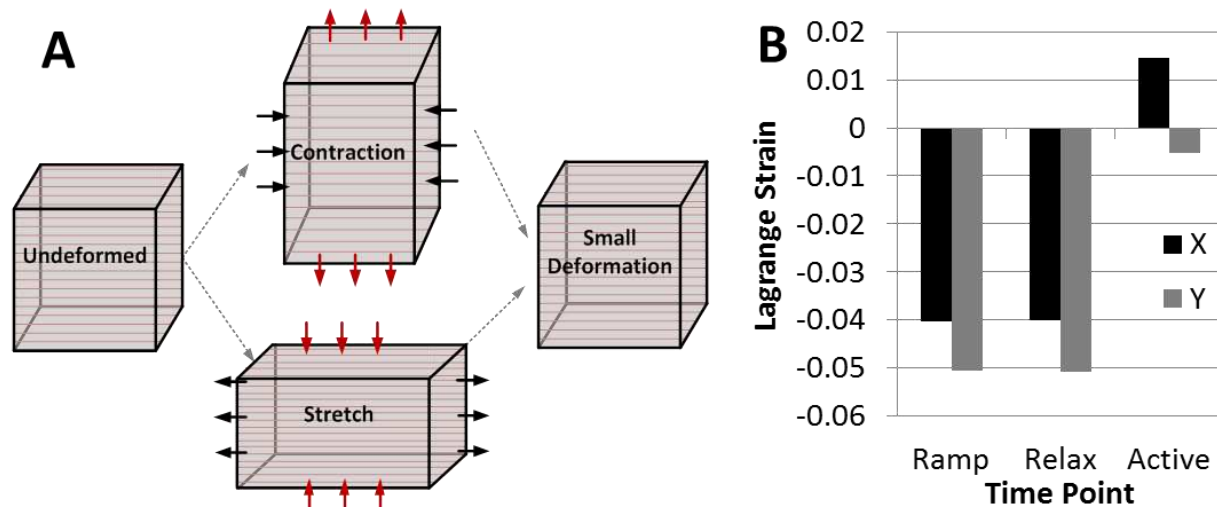 A
Contraction
Undeformed
Small
Deformation
Stretch
B
0.02
0.01
0
-0.01
-0.02
-0.03
-0.04
-0.05
-0.06
Lagrange Strain
X
Y
Ramp Relax Active
Time Point